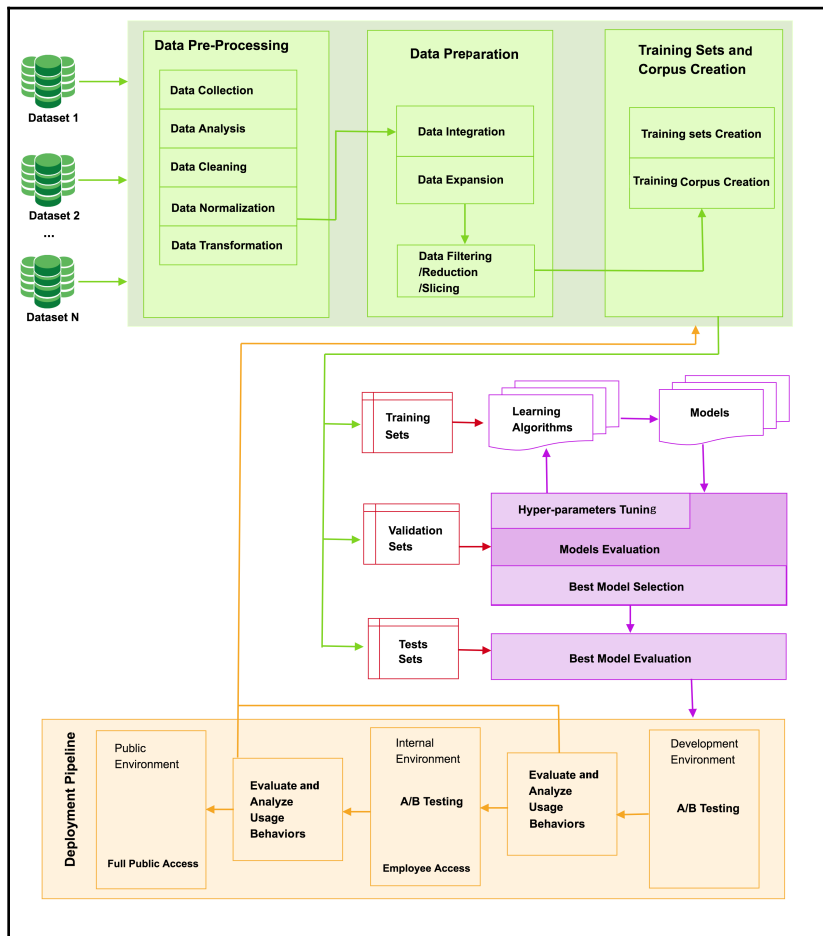 Data Pre-Processing
Data Collection
Data Analysis
Data Cleaning
Data Normalization
Data Transformation
Data Preparation
Data Integration
Data Expansion
Data Filtering
/Reduction
/Slicing
Training Sets and
Corpus Creation
Training sets Creation
Training Corpus Creation
Dataset 1
Dataset 2
...
Dataset N
Training
Sets
Learning
Algorithms
Models
Validation
Sets
Hyper-parameters Tuning
Models Evaluation
Best Model Selection
Tests
Sets
Best Model Evaluation
Deployment Pipeline
Public
Environment
Full Public Access
Evaluate and
Analyze
Usage
Behaviors
Internal
Environment
A/B Testing
Employee Access
Evaluate and
Analyze
Usage
Behaviors
Development
Environment
A/B Testing